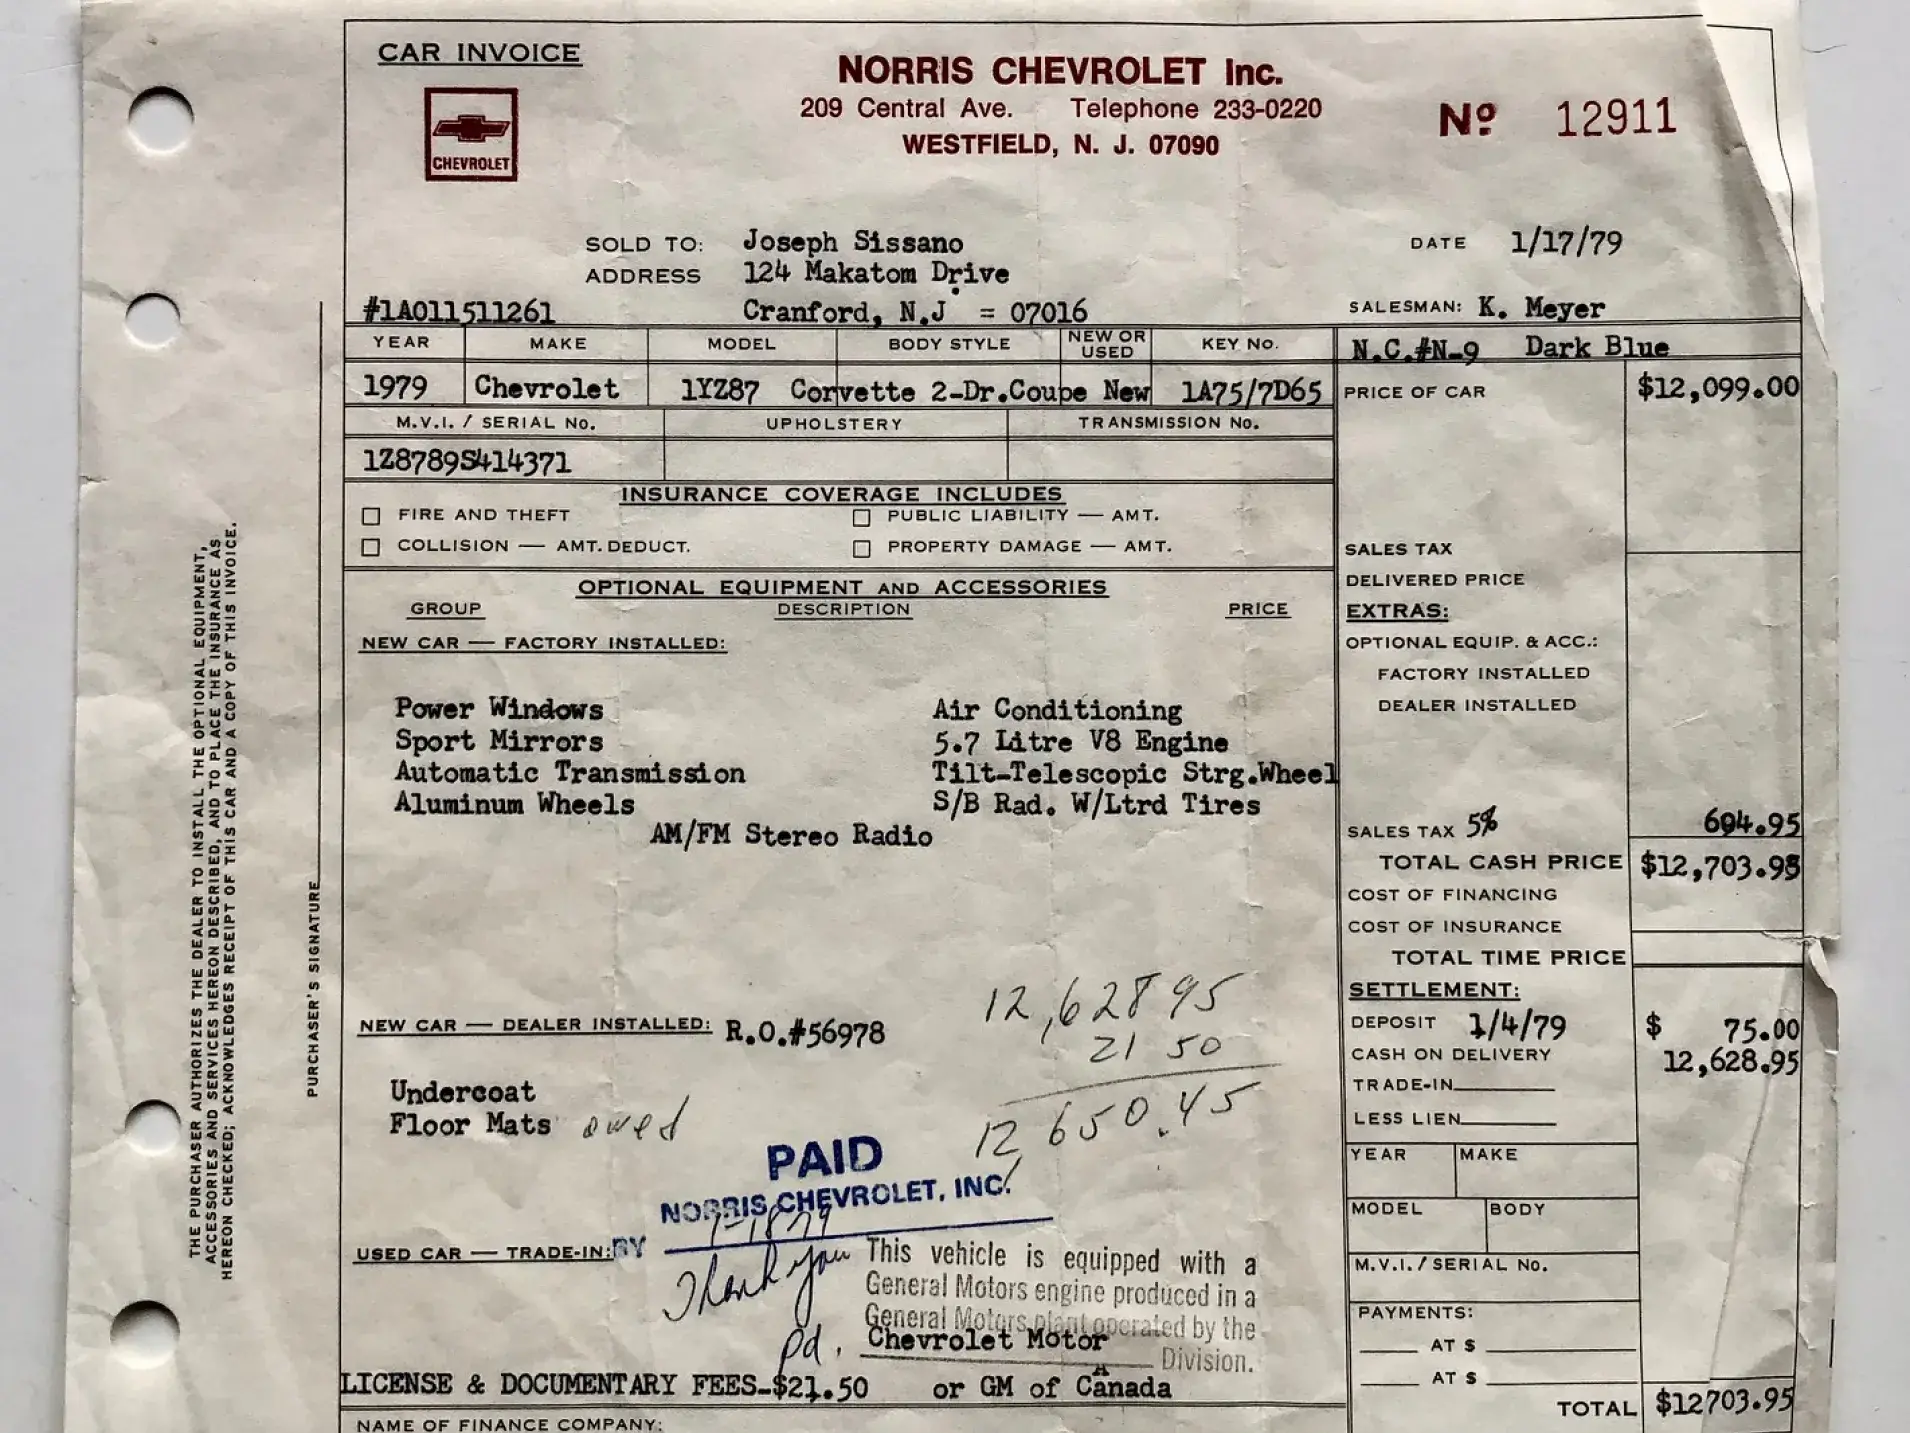 CAR INVOICE
CHEVROLET
NORRIS CHEVROLET Inc.
209 Central Ave. Telephone 233-0220
WESTFIELD, N. J. 07090
Nº 12911
SOLD TO: Joseph Sissano
DATE 1/17/79
ADDRESS 124 Makatom Drive
#1A011511261 Cranford, N.J = 07016
SALESMAN: K. Meyer
YEAR MAKE MODEL BODY STYLE NEW OR USED KEY No. N.C.#N-9 Dark Blue
1979 Chevrolet 1YZ87 Corvette 2-Dr.Coupe New 1A75/7D65 PRICE OF CAR $12,099.00
M.V.I. / SERIAL No. UPHOLSTERY TRANSMISSION No.
1Z8789S414371
INSURANCE COVERAGE INCLUDES
FIRE AND THEFT PUBLIC LIABILITY — AMT.
COLLISION — AMT. DEDUCT. PROPERTY DAMAGE — AMT.
SALES TAX
DELIVERED PRICE
OPTIONAL EQUIPMENT AND ACCESSORIES
GROUP DESCRIPTION PRICE
EXTRAS:
NEW CAR — FACTORY INSTALLED:
OPTIONAL EQUIP. & ACC.:
FACTORY INSTALLED
DEALER INSTALLED
Power Windows Air Conditioning
Sport Mirrors 5.7 Litre V8 Engine
Automatic Transmission Tilt-Telescopic Strg.Wheel
Aluminum Wheels S/B Rad. W/Ltrd Tires
AM/FM Stereo Radio
SALES TAX 5% 604.95
TOTAL CASH PRICE $12,703.95
COST OF FINANCING
COST OF INSURANCE
TOTAL TIME PRICE
SETTLEMENT:
12,628 95
21 50
12 650.45
NEW CAR — DEALER INSTALLED: R.O.#56978
DEPOSIT 1/4/79 $ 75.00
CASH ON DELIVERY 12,628.95
TRADE-IN
LESS LIEN
Undercoat
Floor Mats owed
YEAR MAKE
MODEL BODY
M.V.I. / SERIAL No.
PAYMENTS:
AT $
AT $
TOTAL $12703.95
PAID
NORRIS CHEVROLET, INC.
1-18 79
USED CAR — TRADE-IN: BY
Thank you
pd.
This vehicle is equipped with a
General Motors engine produced in a
General Motors plant operated by the
Chevrolet Motor Division.
LICENSE & DOCUMENTARY FEES-$21.50 or GM of Canada
NAME OF FINANCE COMPANY:
THE PURCHASER AUTHORIZES THE DEALER TO INSTALL THE OPTIONAL EQUIPMENT,
ACCESSORIES AND SERVICES HEREON DESCRIBED, AND TO PLACE THE INSURANCE AS
HEREON CHECKED; ACKNOWLEDGES RECEIPT OF THIS CAR AND A COPY OF THIS INVOICE.
PURCHASER'S SIGNATURE